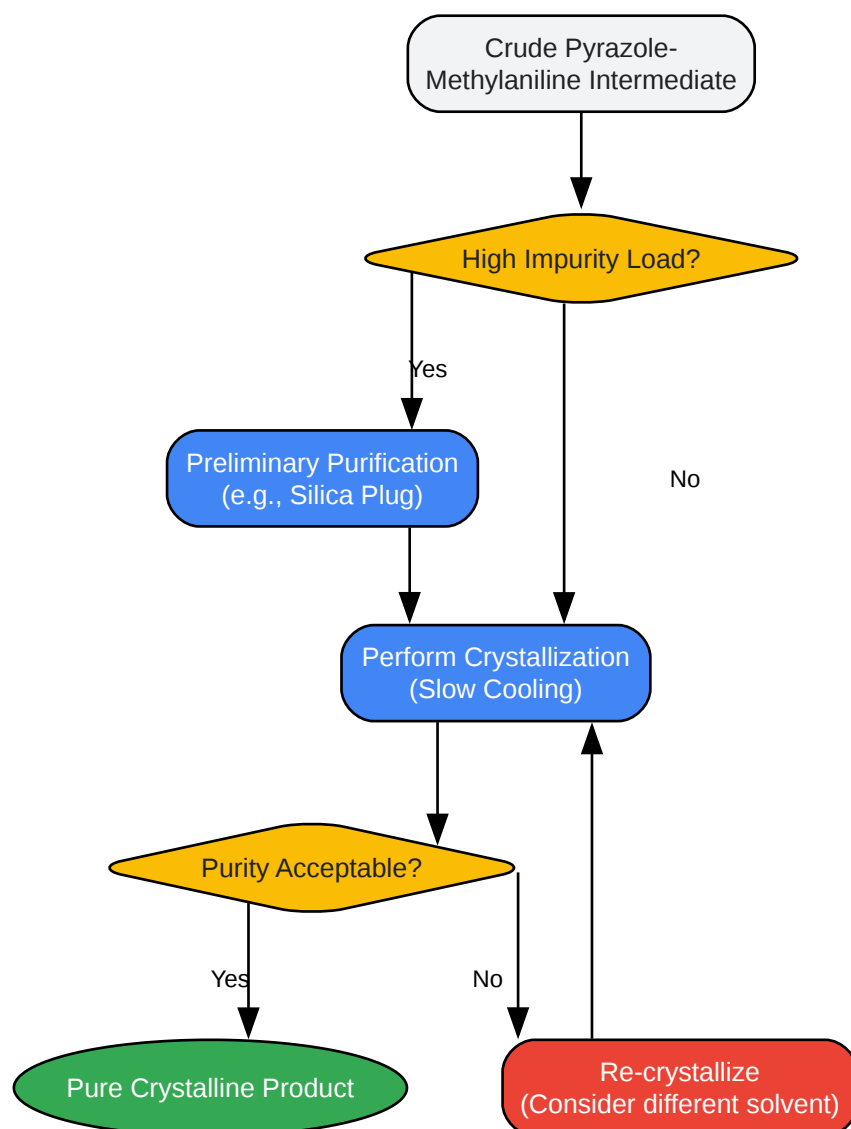 Crude Pyrazole-
Methylaniline Intermediate
High Impurity Load?
Yes
Preliminary Purification
(e.g., Silica Plug)
No
Perform Crystallization
(Slow Cooling)
Purity Acceptable?
Yes
No
Pure Crystalline Product
Re-crystallize
(Consider different solvent)